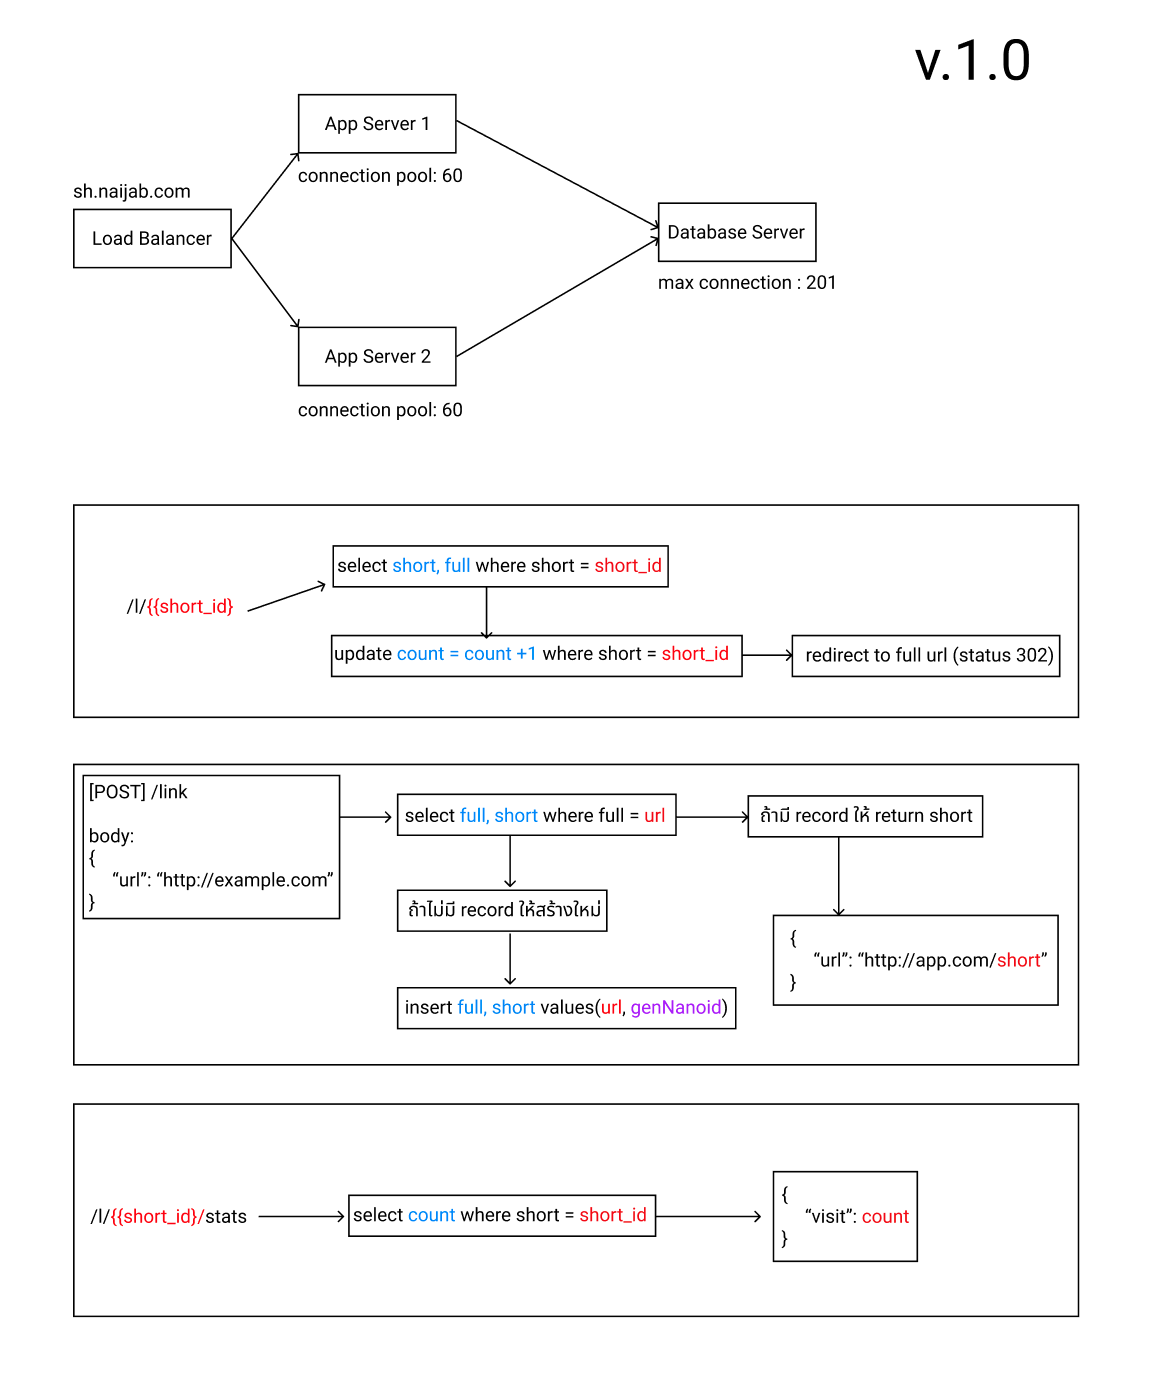 v.1.0
App Server 1
connection pool: 60
sh.naijab.com
Load Balancer
Database Server
max connection : 201
App Server 2
connection pool: 60
select short, full where short = short_id
/l/{{short_id}
update count = count +1 where short = short_id
redirect to full url (status 302)
[POST] /link
body:
{
“url”: “http://example.com”
}
select full, short where full = url
ถ้ามี record ให้ return short
ถ้าไม่มี record ให้สร้างใหม่
{
“url”: “http://app.com/short”
}
insert full, short values(url, genNanoid)
/l/{{short_id}/stats
select count where short = short_id
{
“visit”: count
}